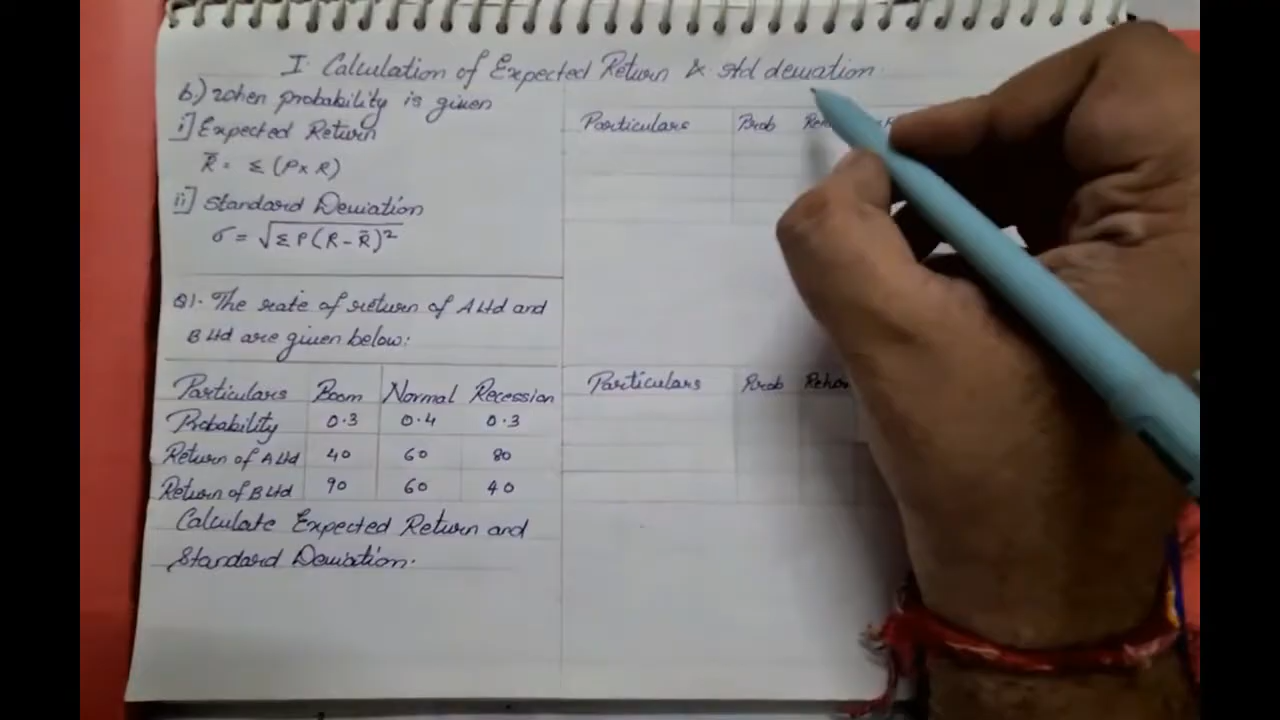 I. Calculation of Expected Return & Std deviation.
b) When probability is given
i] Expected Return
R̄ = Σ (P×R)
ii] Standard Deviation
σ = √ΣP(R-R̄)²
Q1. The rate of return of A Ltd and
B Ltd are given below:
Particulars Boom Normal Recession
Probability 0.3 0.4 0.3
Return of A Ltd 40 60 80
Return of B Ltd 90 60 40
Calculate Expected Return and
Standard Deviation.
Particulars Prob
Particulars Prob